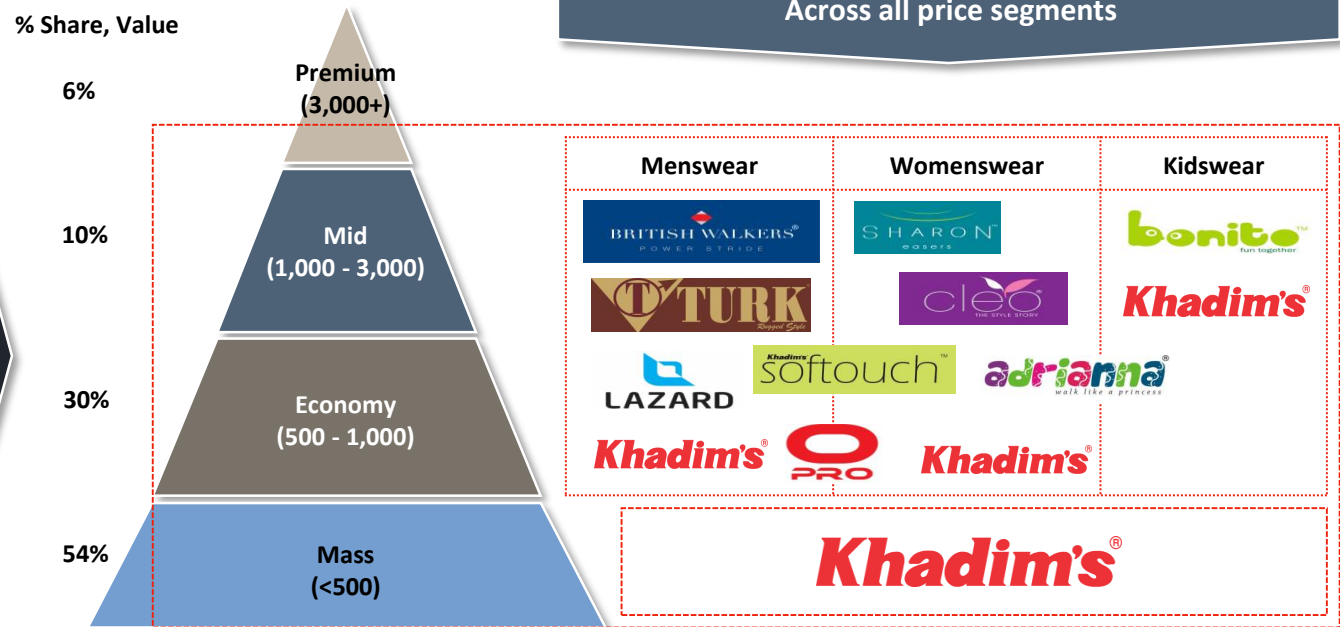 Across all price segments
% Share, Value
6%
Premium
(3,000+)
10%
Mid
(1,000 - 3,000)
30%
Economy
(500 - 1,000)
54%
Mass
(<500)
Menswear
Womenswear
Kidswear
BRITISH WALKERS®
POWER STRIDE
SHARON™
easers
bonito™
fun together
T TURK®
Rugged Style
cleo®
THE STYLE STORY
Khadim's®
LAZARD
Khadim's
softouch™
adrianna®
walk like a princess
Khadim's®
PRO
Khadim's®
Khadim's®